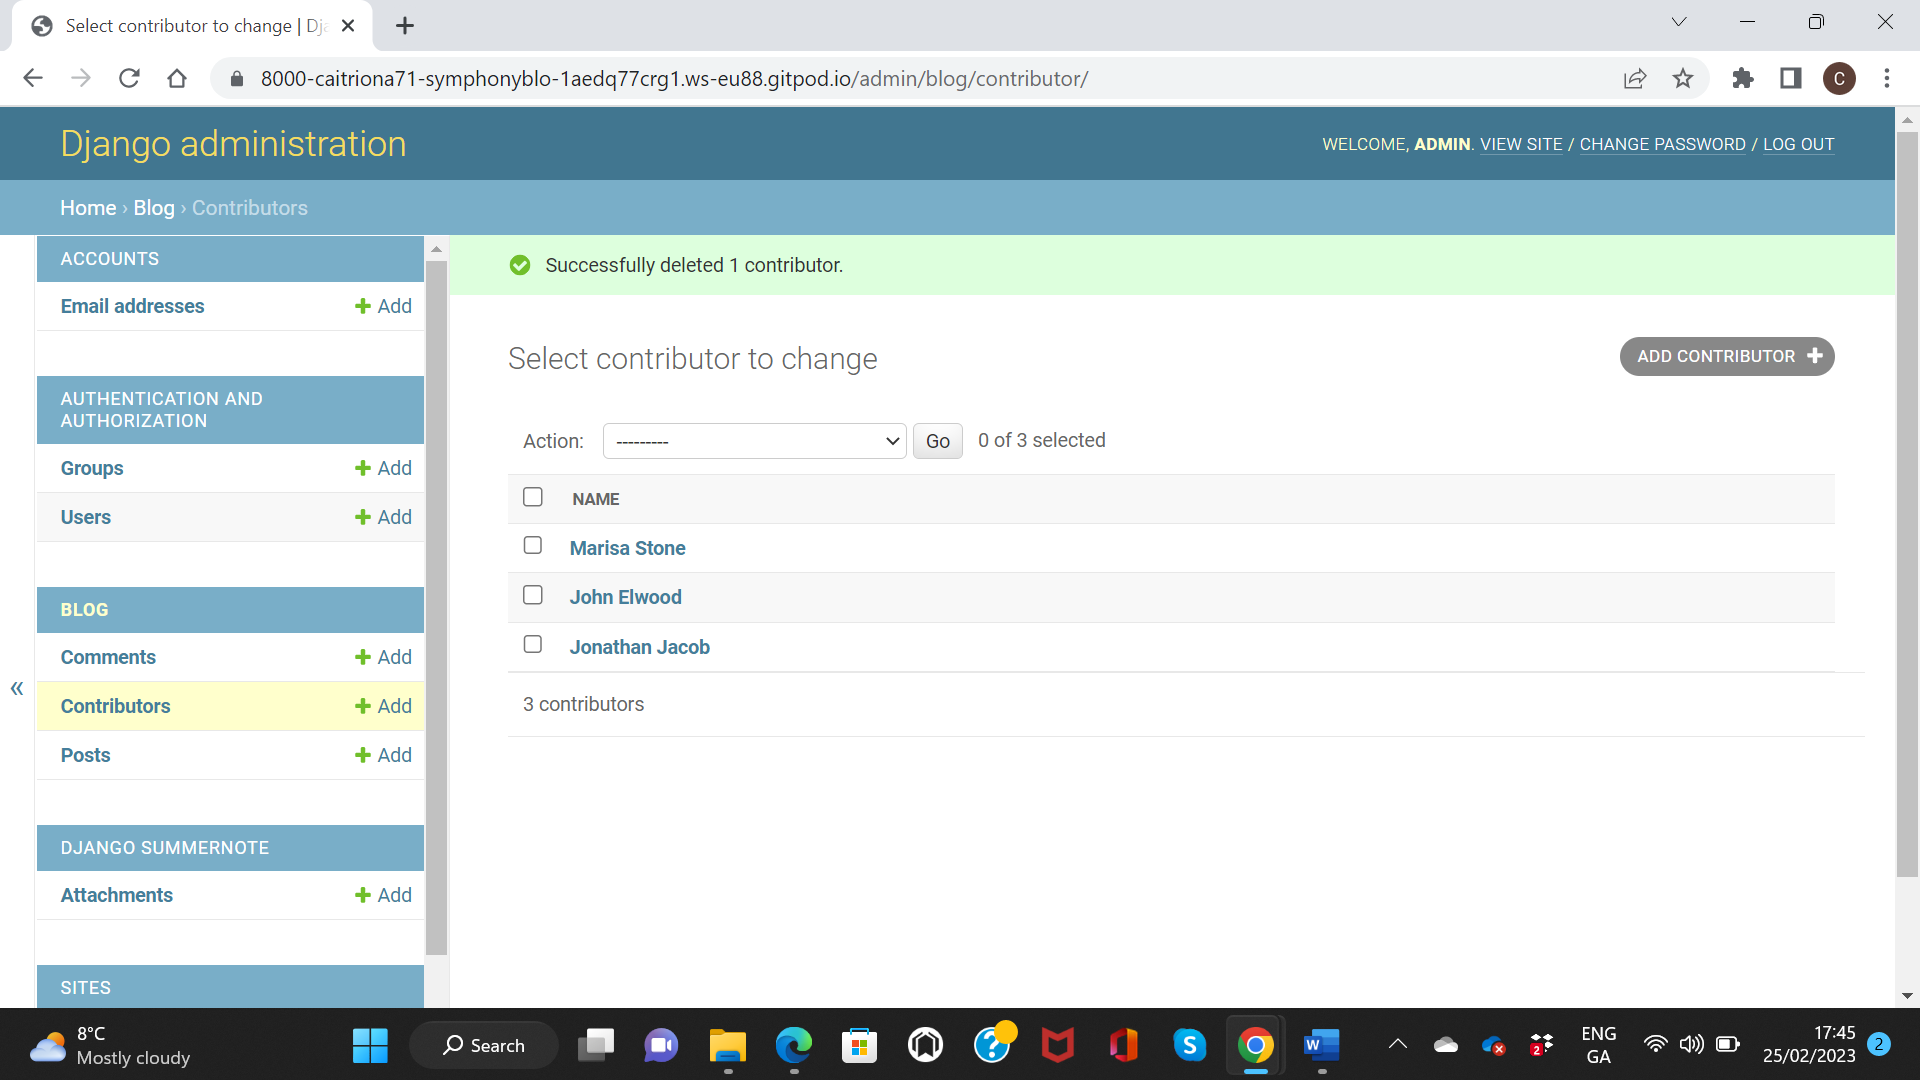 Select contributor to change | Dj
8000-caitriona71-symphonyblo-1aedq77crg1.ws-eu88.gitpod.io/admin/blog/contributor/
C
Django administration
WELCOME, ADMIN. VIEW SITE / CHANGE PASSWORD / LOG OUT
Home › Blog › Contributors
ACCOUNTS
Email addresses + Add
AUTHENTICATION AND
AUTHORIZATION
Groups + Add
Users + Add
BLOG
Comments + Add
«
Contributors + Add
Posts + Add
DJANGO SUMMERNOTE
Attachments + Add
SITES
Successfully deleted 1 contributor.
Select contributor to change
ADD CONTRIBUTOR +
Action: --------- Go 0 of 3 selected
NAME
Marisa Stone
John Elwood
Jonathan Jacob
3 contributors
8°C
Mostly cloudy
Search
?
S
W
2
ENG
GA
17:45
25/02/2023
2